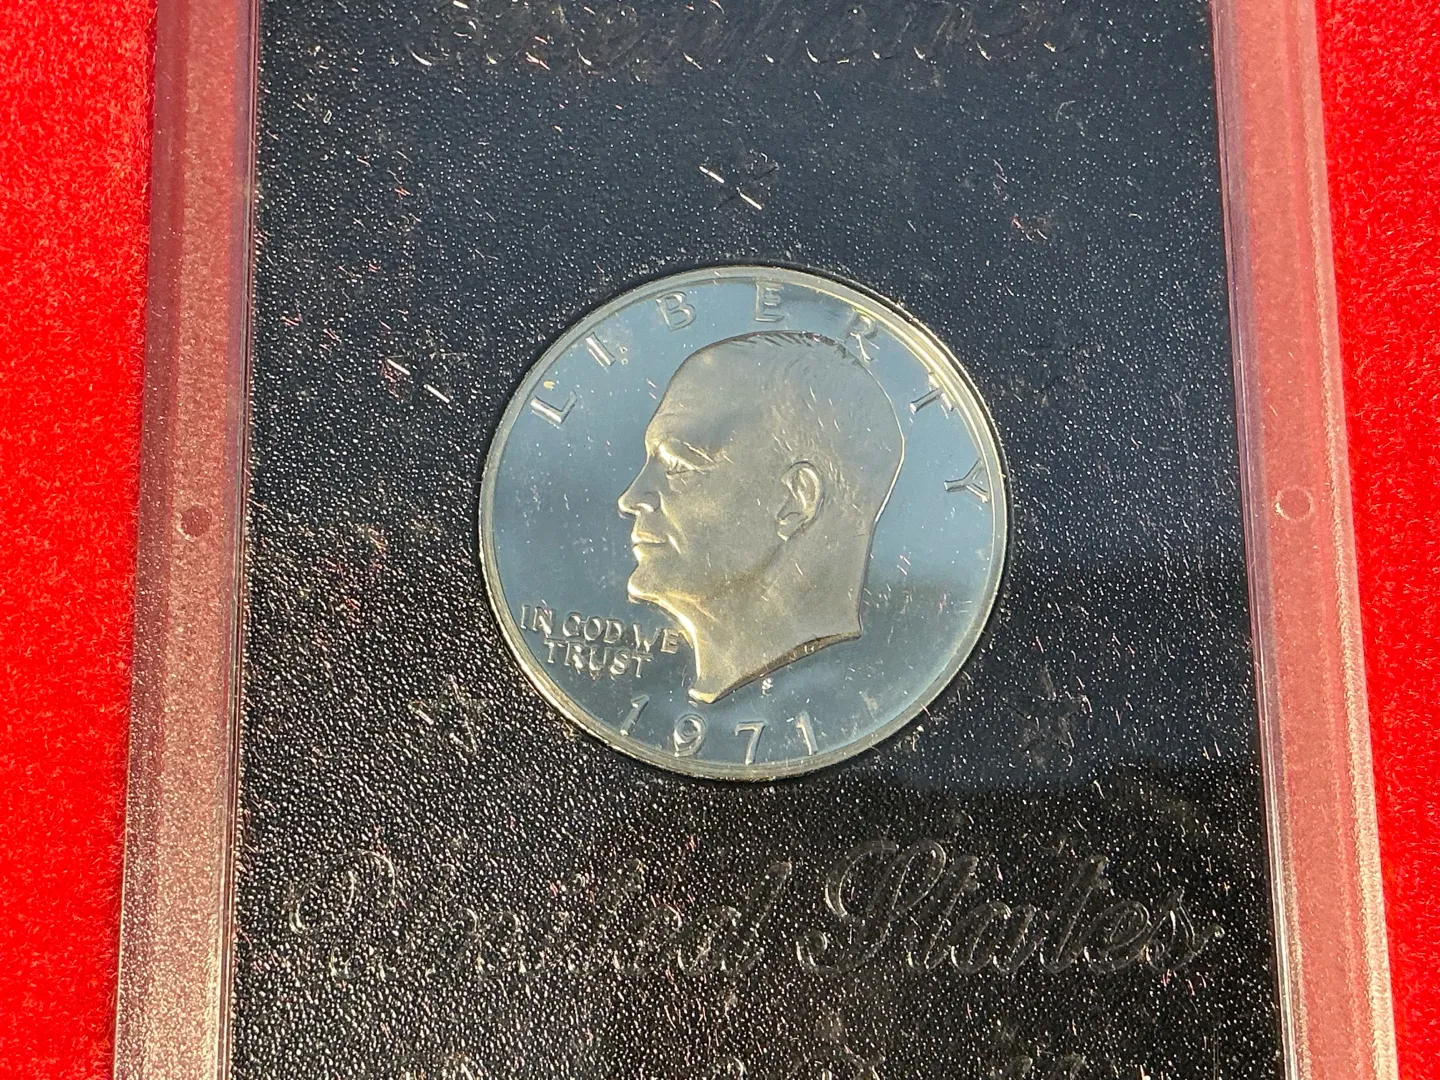 LIBERTY
IN GOD WE
TRUST
S
1971
United States